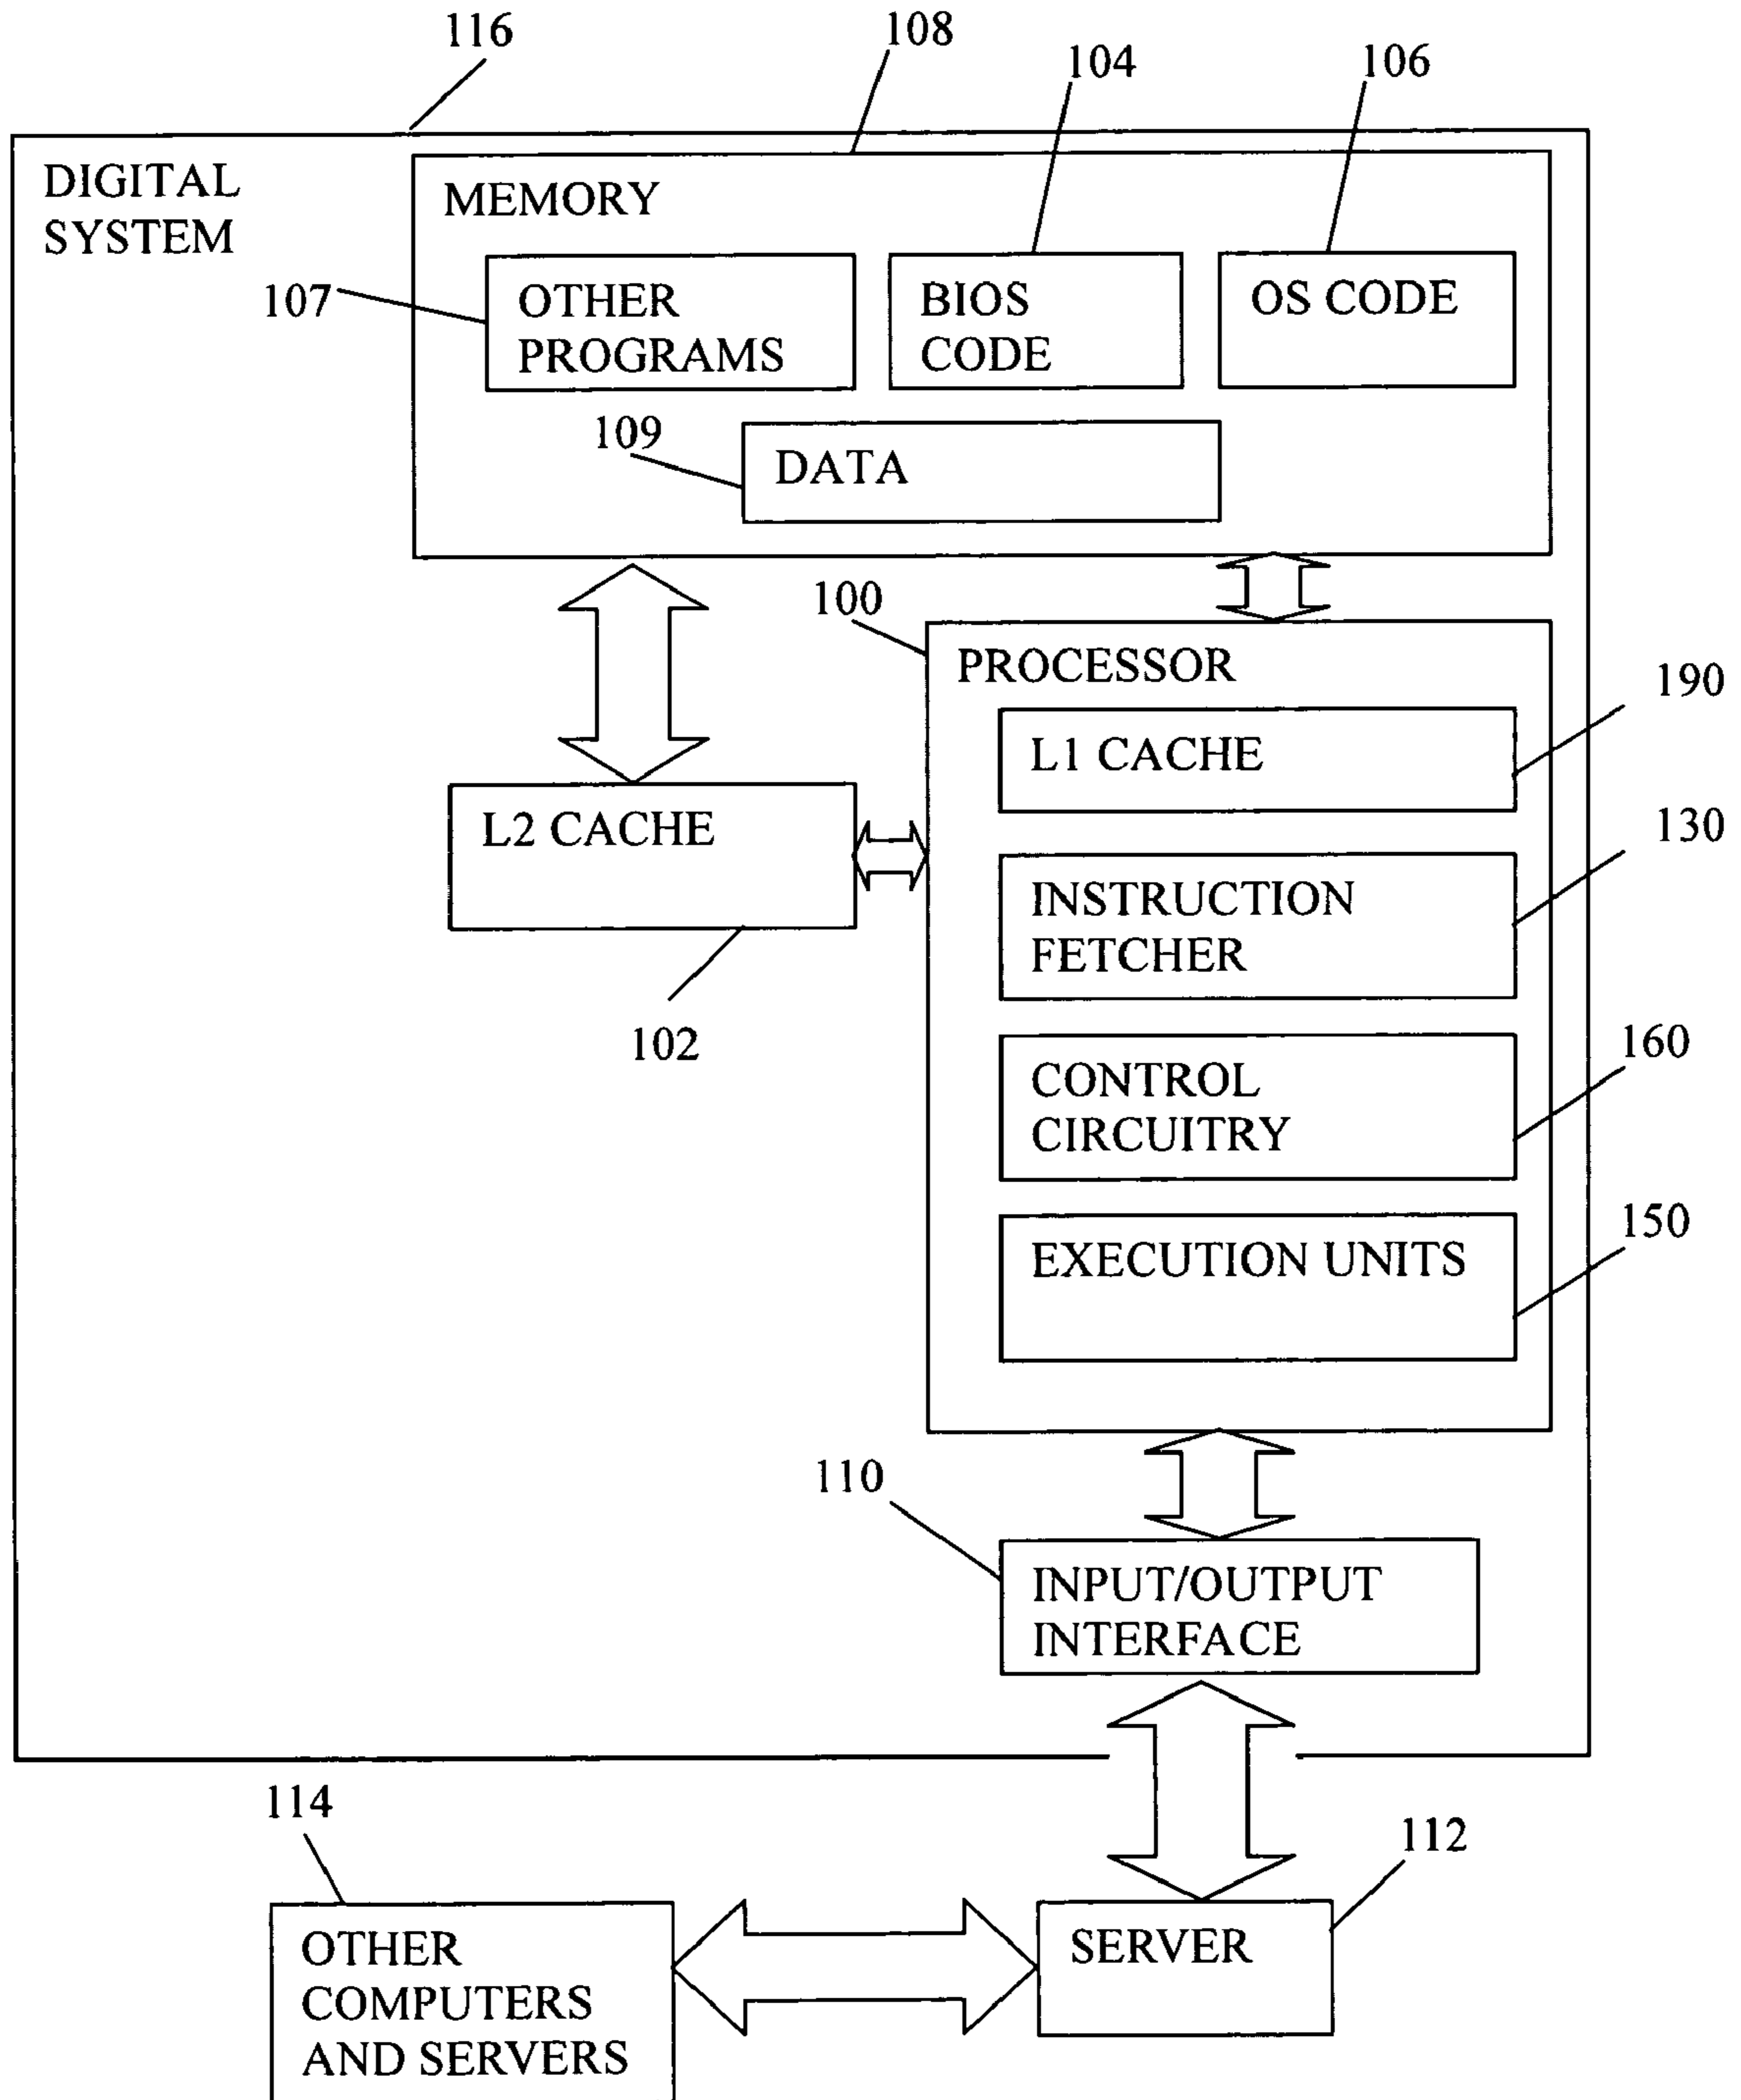 116
108
104
106
DIGITAL
SYSTEM
MEMORY
107
OTHER
PROGRAMS
BIOS
CODE
OS CODE
109
DATA
100
PROCESSOR
190
L1 CACHE
L2 CACHE
130
INSTRUCTION
FETCHER
102
160
CONTROL
CIRCUITRY
150
EXECUTION UNITS
110
INPUT/OUTPUT
INTERFACE
114
112
OTHER
COMPUTERS
AND SERVERS
SERVER